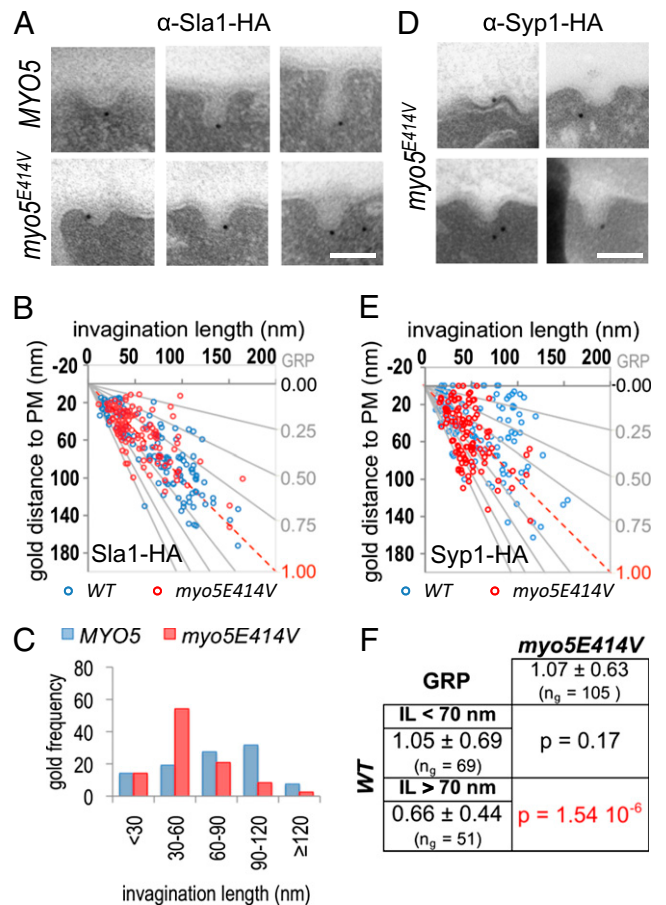 A
α-Sla1-HA
MYO5
myo5E414V
D
α-Syp1-HA
myo5E414V
B
invagination length (nm)
0 50 100 150 200
GRP
-20
20
60
100
140
180
gold distance to PM (nm)
0.00
0.25
0.50
0.75
1.00
Sla1-HA
WT myo5E414V
E
invagination length (nm)
0 50 100 150 200
GRP
-20
20
60
100
140
180
gold distance to PM (nm)
-0.00
0.25
0.50
0.75
1.00
Syp1-HA
WT myo5E414V
C
MYO5 myo5E414V
80
60
40
20
0
gold frequency
<30 30-60 60-90 90-120 ≥120
invagination length (nm)
F
myo5E414V
GRP
1.07 ± 0.63
(ng = 105 )
WT
IL < 70 nm
1.05 ± 0.69
(ng = 69)
p = 0.17
IL > 70 nm
0.66 ± 0.44
(ng = 51)
p = 1.54 10-6